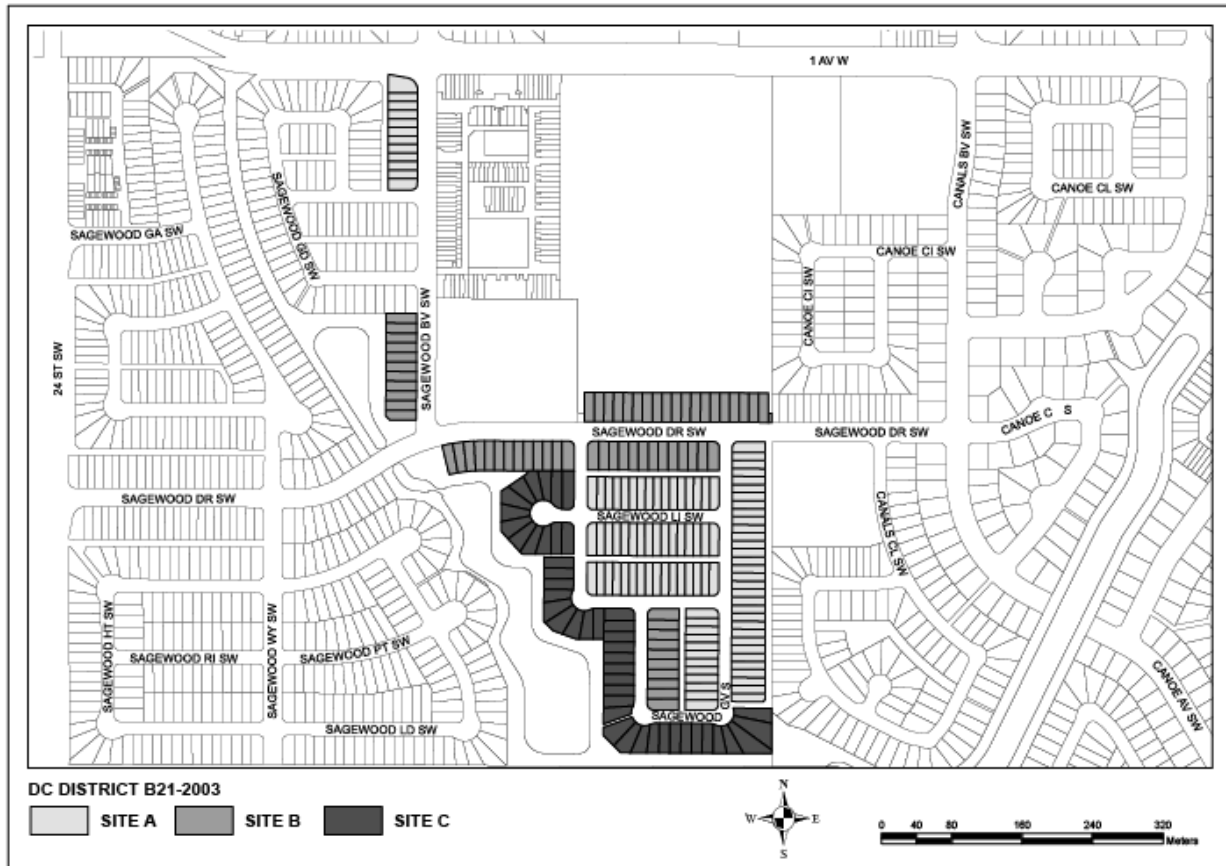 1 AV W
CANALS BV SW
CANOE CL SW
SAGEWOOD GD SW
SAGEWOOD GA SW
CANOE CI SW
CANOE CI SW
SAGEWOOD BV SW
24 ST SW
SAGEWOOD DR SW
SAGEWOOD DR SW
CANOE C S
SAGEWOOD DR SW
SAGEWOOD LI SW
CANALS CL SW
SAGEWOOD HT SW
SAGEWOOD WY SW
SAGEWOOD RI SW
SAGEWOOD PT SW
CANOE AV SW
GV S
SAGEWOOD
SAGEWOOD LD SW
DC DISTRICT B21-2003
SITE A
SITE B
SITE C
N
W E
S
0 40 80 160 240 320
Meters